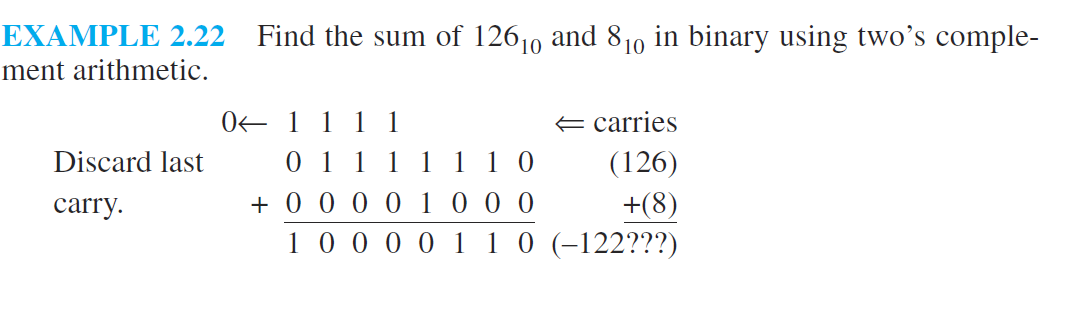 EXAMPLE 2.22 Find the sum of 126₁₀ and 8₁₀ in binary using two’s comple-
ment arithmetic.
0← 1 1 1 1 ⇐ carries
Discard last 0 1 1 1 1 1 1 0 (126)
carry. + 0 0 0 0 1 0 0 0 +(8)
1 0 0 0 0 1 1 0 (–122???)